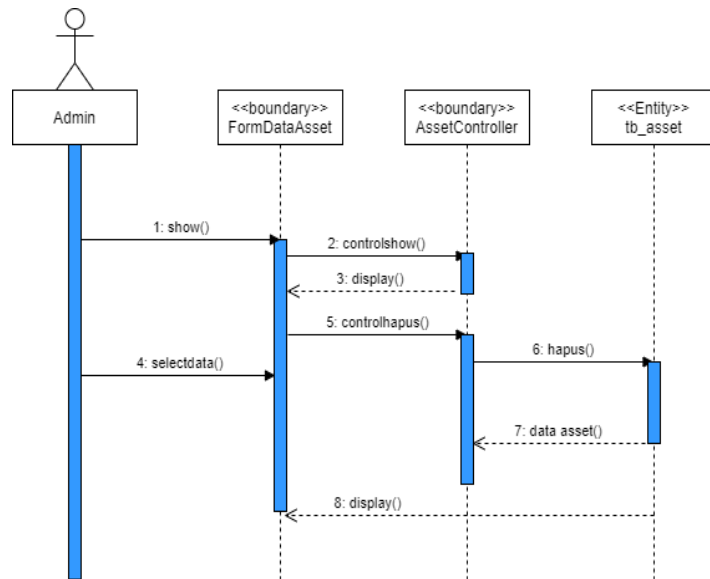 Admin
<<boundary>>
FormDataAsset
<<boundary>>
AssetController
<<Entity>>
tb_asset
1: show()
2: controlshow()
3: display()
5: controlhapus()
4: selectdata()
6: hapus()
7: data asset()
8: display()